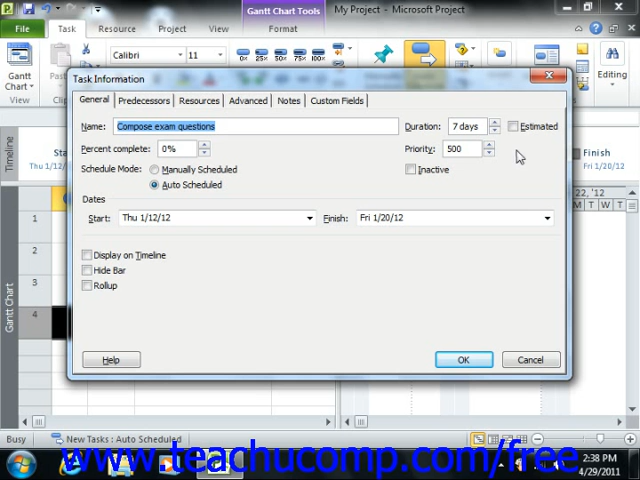 Gantt Chart Tools
My Project - Microsoft Project
File Task Resource Project View Format
Gantt Chart
View
Calibri 11
Editing
Task Information
General Predecessors Resources Advanced Notes Custom Fields
Name: Compose exam questions Duration: 7 days Estimated
Percent complete: 0% Priority: 500
Schedule Mode: Manually Scheduled Inactive
Auto Scheduled
Dates
Start: Thu 1/12/12 Finish: Fri 1/20/12
Display on Timeline
Hide Bar
Rollup
Help OK Cancel
Timeline
Thu 1/12
Finish
Fri 1/20/12
22, '12
M T W T F S
1
2
3
4
Gantt Chart
Busy New Tasks : Auto Scheduled
www.teachucomp.com/free
2:38 PM
4/29/2011